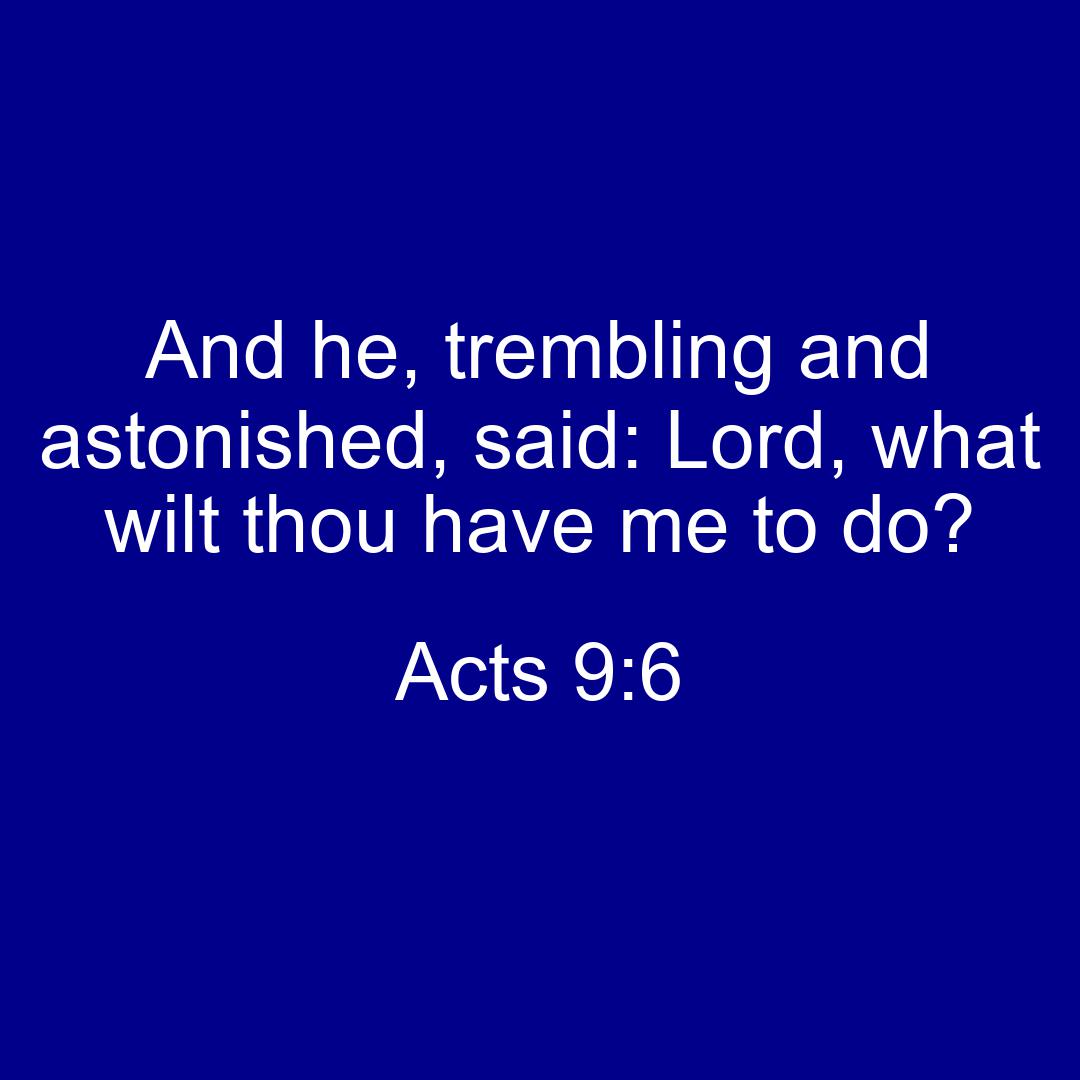 And he, trembling and
astonished, said: Lord, what
wilt thou have me to do?
Acts 9:6